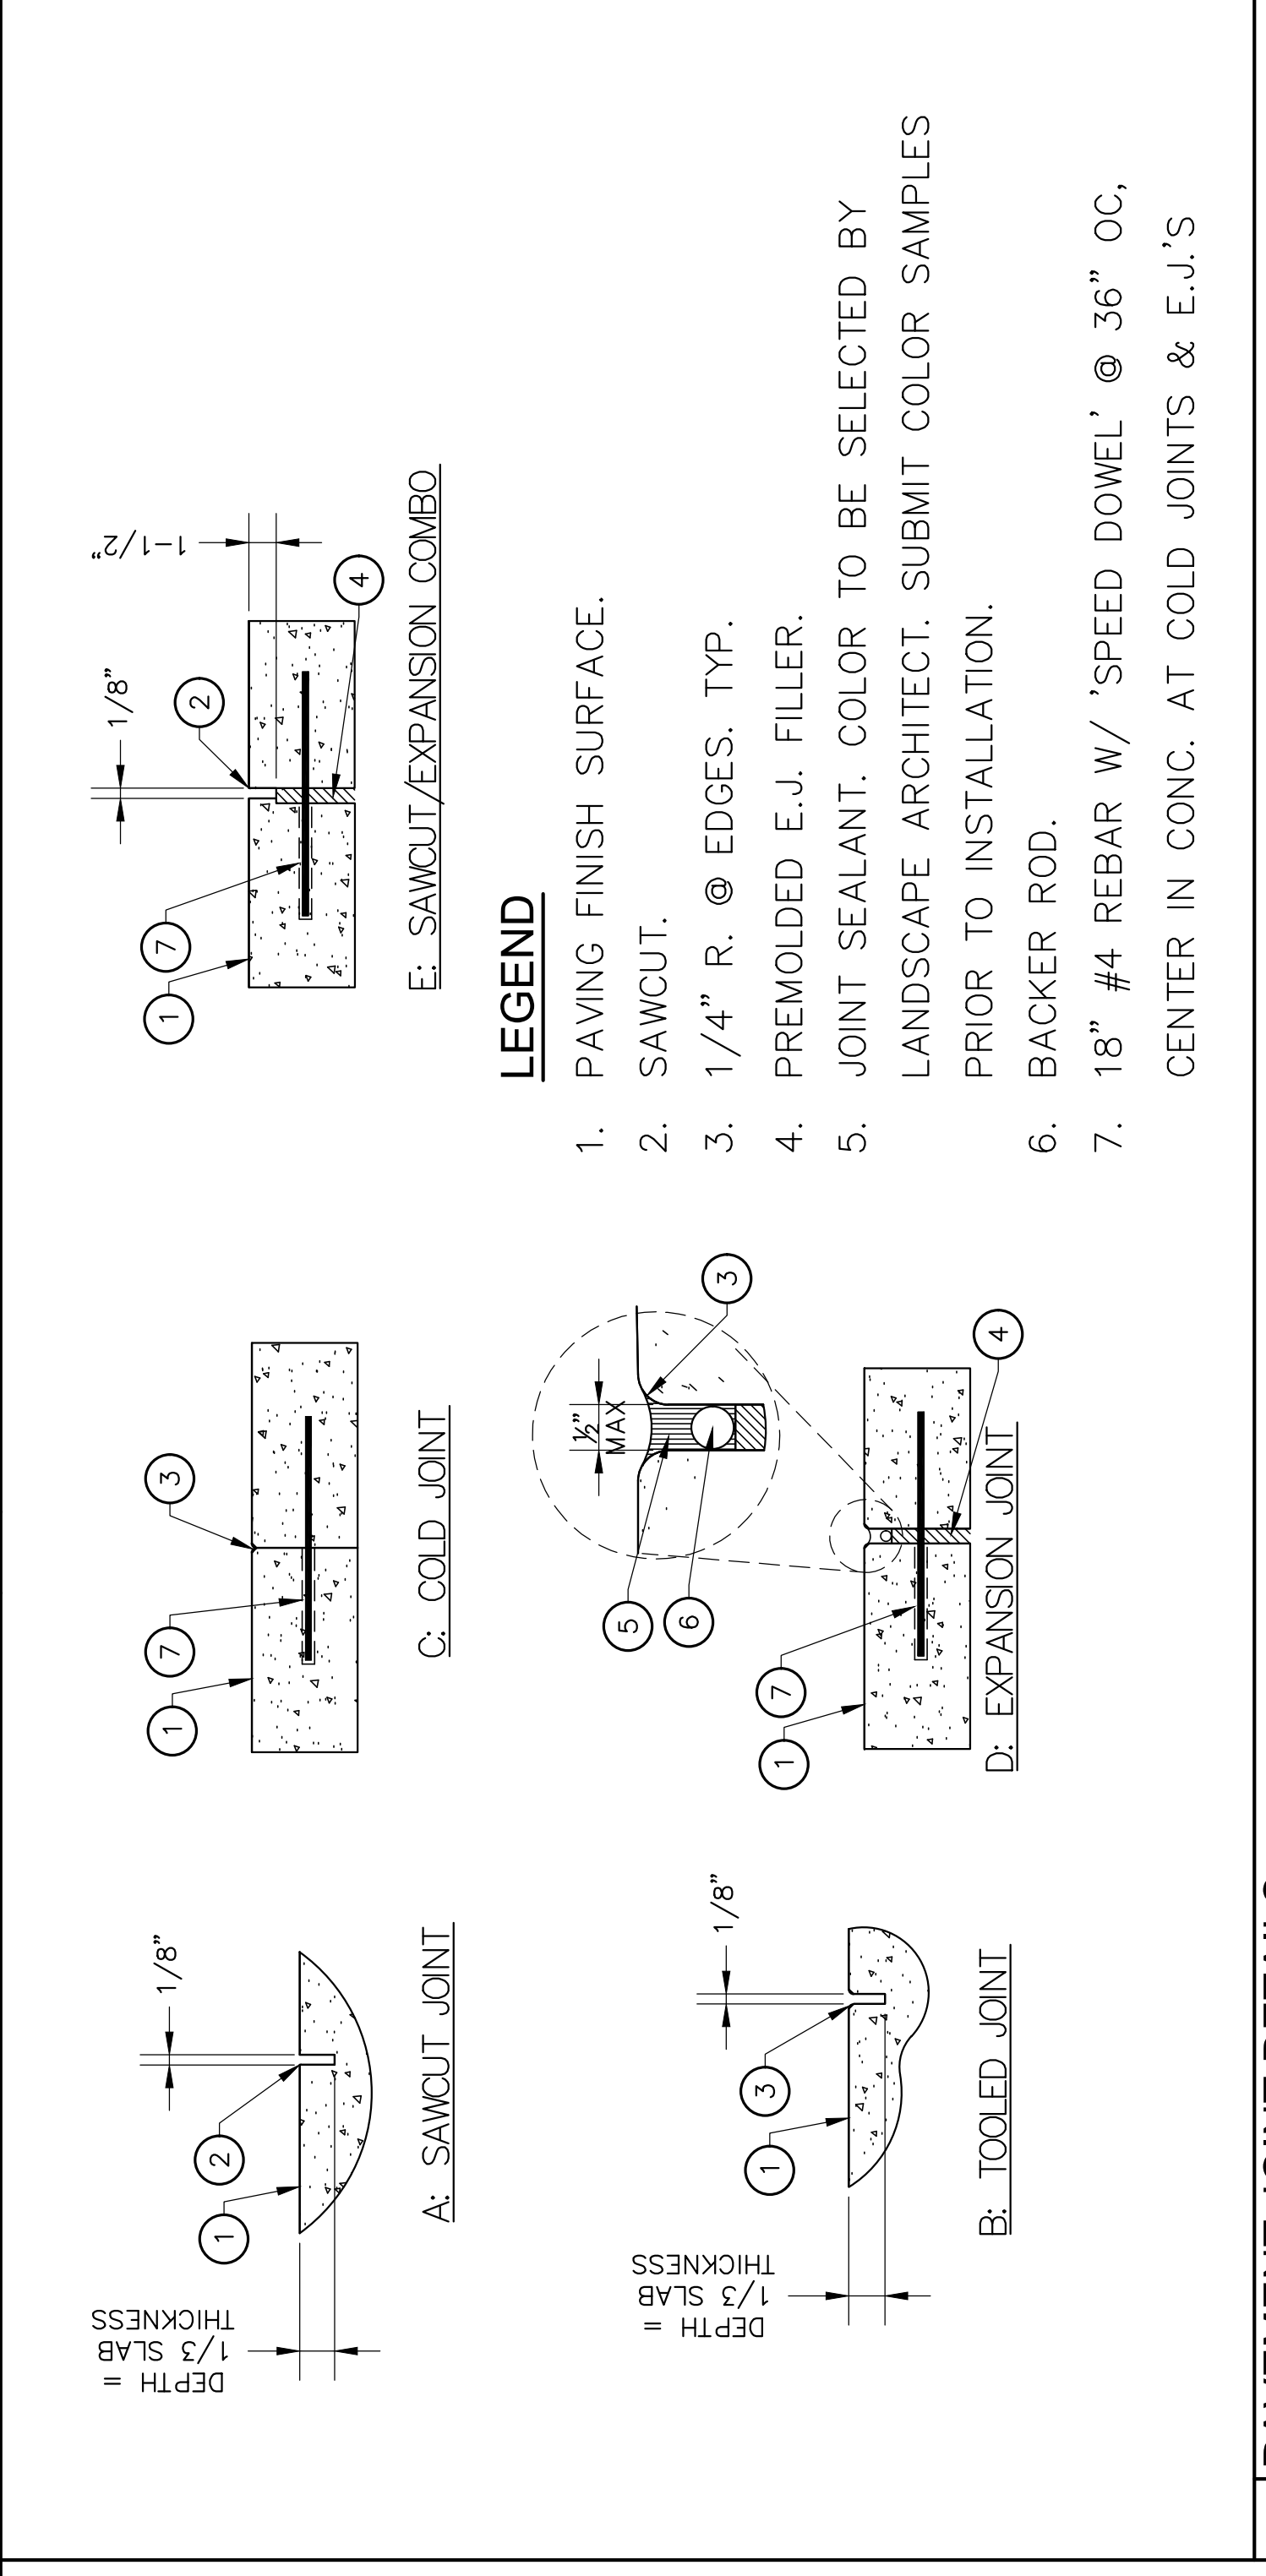 DEPTH =
1/3 SLAB
THICKNESS
1/8"
1
2
A: SAWCUT JOINT
DEPTH =
1/3 SLAB
THICKNESS
1/8"
1
3
B: TOOLED JOINT
1
7
3
C: COLD JOINT
1/2"
MAX
5
6
3
1
7
4
D: EXPANSION JOINT
1/8"
1-1/2"
1
7
2
4
E: SAWCUT/EXPANSION COMBO
LEGEND
1. PAVING FINISH SURFACE.
2. SAWCUT.
3. 1/4" R. @ EDGES. TYP.
4. PREMOLDED E.J. FILLER.
5. JOINT SEALANT. COLOR TO BE SELECTED BY
LANDSCAPE ARCHITECT. SUBMIT COLOR SAMPLES
PRIOR TO INSTALLATION.
6. BACKER ROD.
7. 18" #4 REBAR W/ 'SPEED DOWEL' @ 36" OC,
CENTER IN CONC. AT COLD JOINTS & E.J.'S